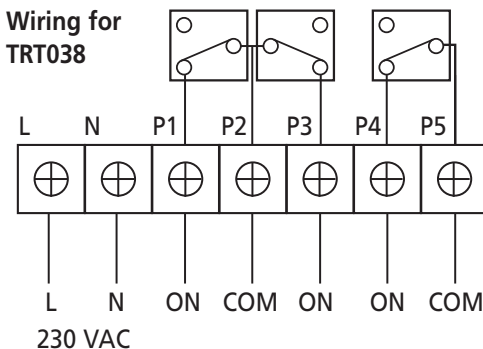 Wiring for
TRT038
L N P1 P2 P3 P4 P5
L N ON COM ON ON COM
230 VAC